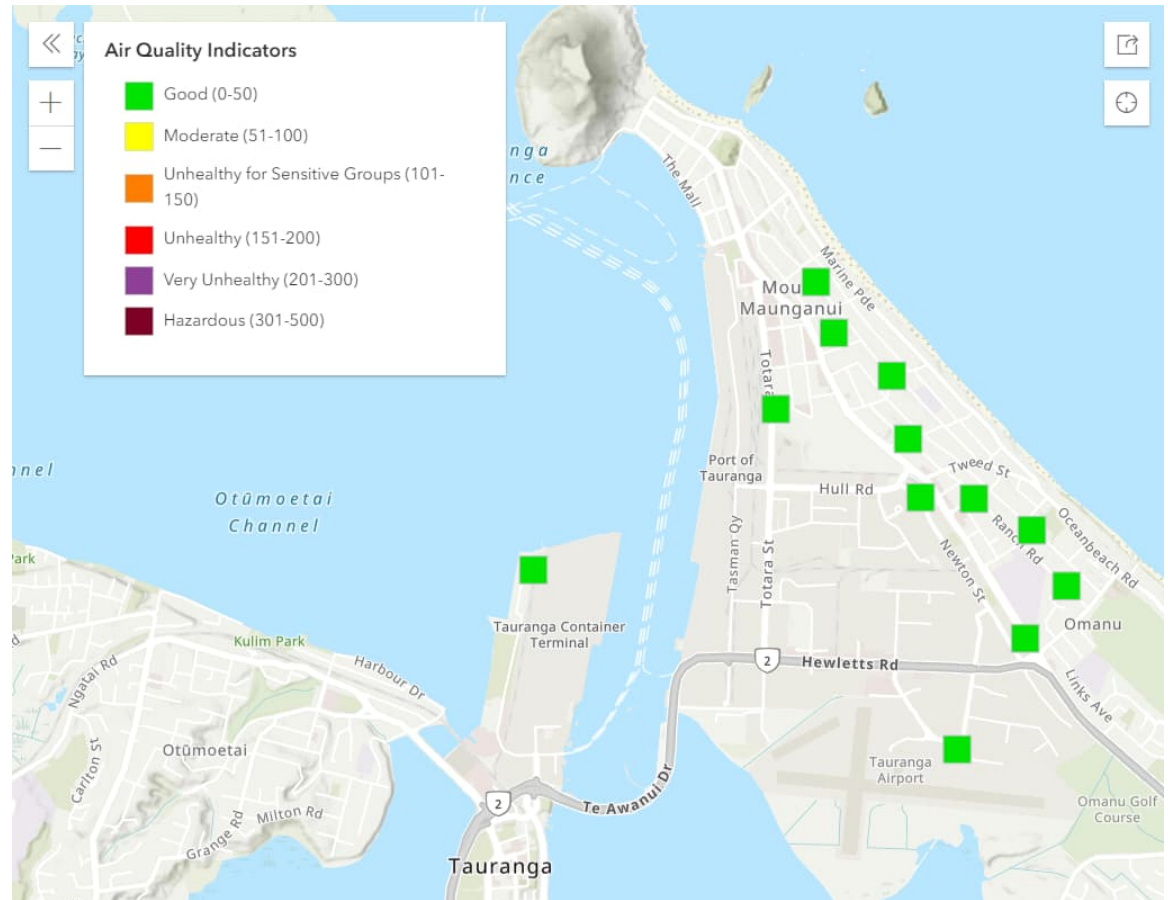 Air Quality Indicators
Good (0-50)
Moderate (51-100)
Unhealthy for Sensitive Groups (101-
150)
Unhealthy (151-200)
Very Unhealthy (201-300)
Hazardous (301-500)
The Mall
Marine Pde
Maunganui
Totara
Port of
Tauranga
Hull Rd
Tweed St
Ranch Rd
Oceanbeach Rd
Newton St
Tasman Qy
Totara St
Omanu
Otūmoetai
Channel
Park
Kulim Park
Tauranga Container
Terminal
2
Hewletts Rd
Links Ave
Ngatai Rd
Harbour Dr
Otūmoetai
Carlton St
Grange Rd
Milton Rd
2
Te Awanui Dr
Tauranga
Airport
Omanu Golf
Course
Tauranga